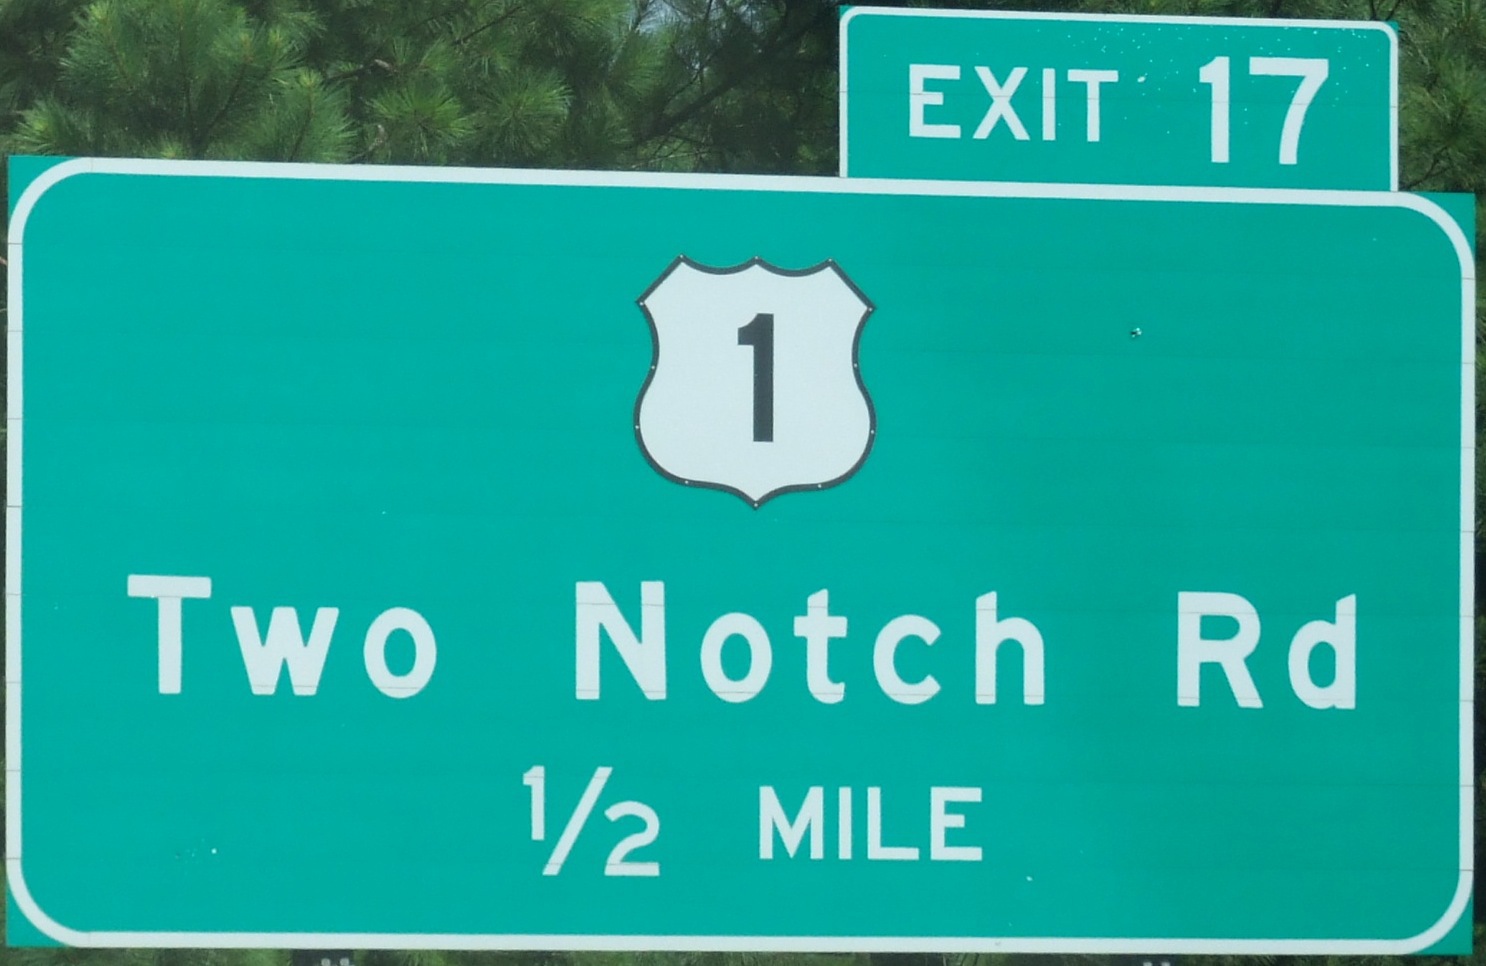 EXIT 17
1
Two Notch Rd
1/2 MILE